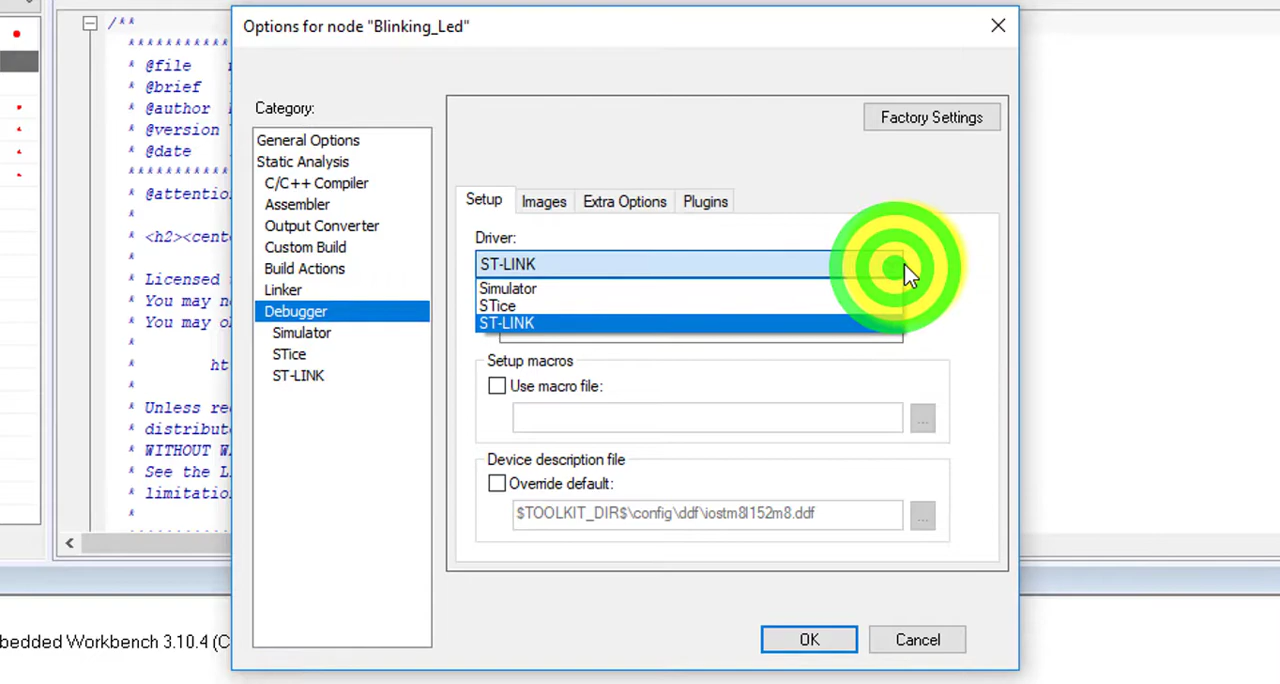 /**
Options for node "Blinking_Led"
* @file
* @brief
* @author
* @version
* @date
* @attentio
* <h2><cent
* Licensed
* You may n
* You may o
* ht
* Unless re
* distribut
* WITHOUT W
* See the L
* limitatio
Category:
General Options
Static Analysis
C/C++ Compiler
Assembler
Output Converter
Custom Build
Build Actions
Linker
Debugger
Simulator
STice
ST-LINK
Factory Settings
Setup Images Extra Options Plugins
Driver:
ST-LINK
Simulator
STice
ST-LINK
Setup macros
Use macro file:
...
Device description file
Override default:
$TOOLKIT_DIR$\config\ddf\iostm8l152m8.ddf
...
OK Cancel
bedded Workbench 3.10.4 (C